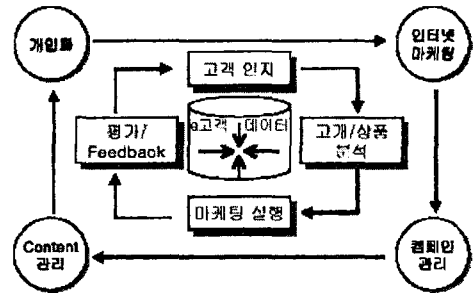 개인화
인터넷
마케팅
고객 인지
평가/
Feedback
e고객 데이터
고객/상품
분석
마케팅 실행
Content
관리
캠페인
관리